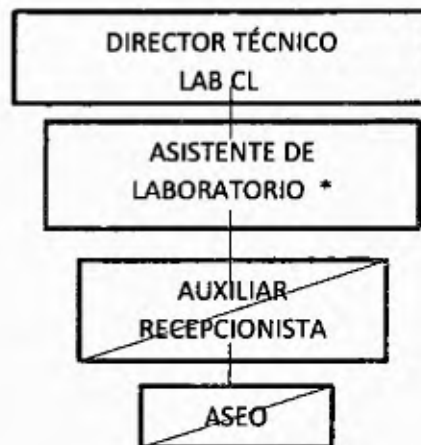 DIRECTOR TÉCNICO
LAB CL
ASISTENTE DE
LABORATORIO *
AUXILIAR
RECEPCIONISTA
ASEO